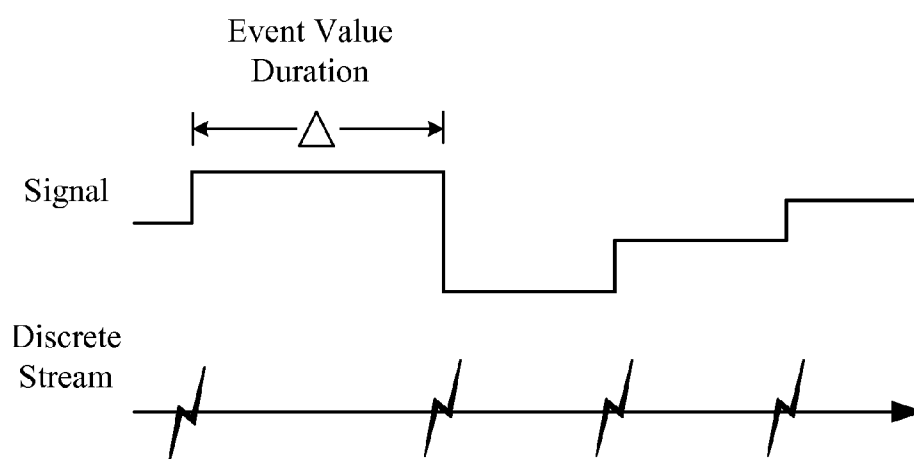 Event Value
Duration
△
Signal
Discrete
Stream